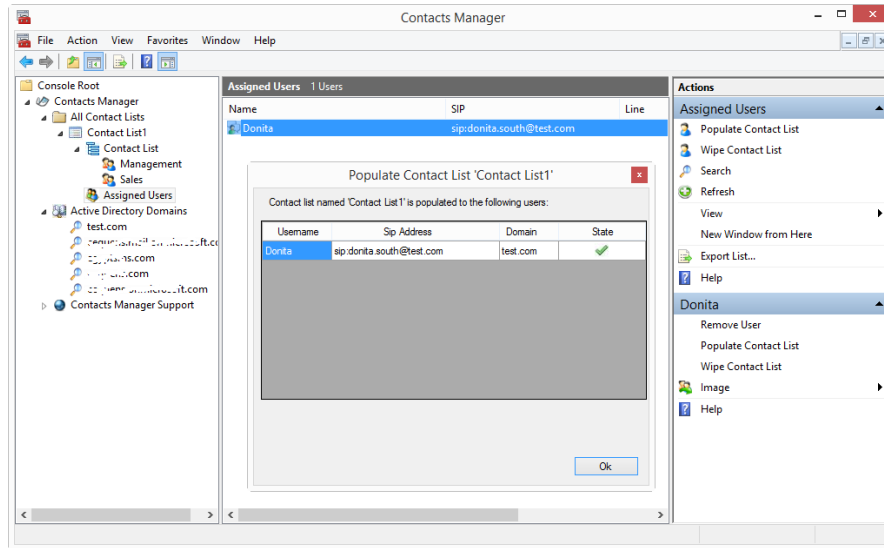 Contacts Manager
File Action View Favorites Window Help
Console Root
Contacts Manager
All Contact Lists
Contact List1
Contact List
Management
Sales
Assigned Users
Active Directory Domains
test.com
Contacts Manager Support
Assigned Users 1 Users
Name SIP Line
Donita sip:donita.south@test.com
Populate Contact List 'Contact List1'
Contact list named 'Contact List1' is populated to the following users:
Username Sip Address Domain State
Donita sip:donita.south@test.com test.com
Ok
Actions
Assigned Users
Populate Contact List
Wipe Contact List
Search
Refresh
View
New Window from Here
Export List...
Help
Donita
Remove User
Populate Contact List
Wipe Contact List
Image
Help